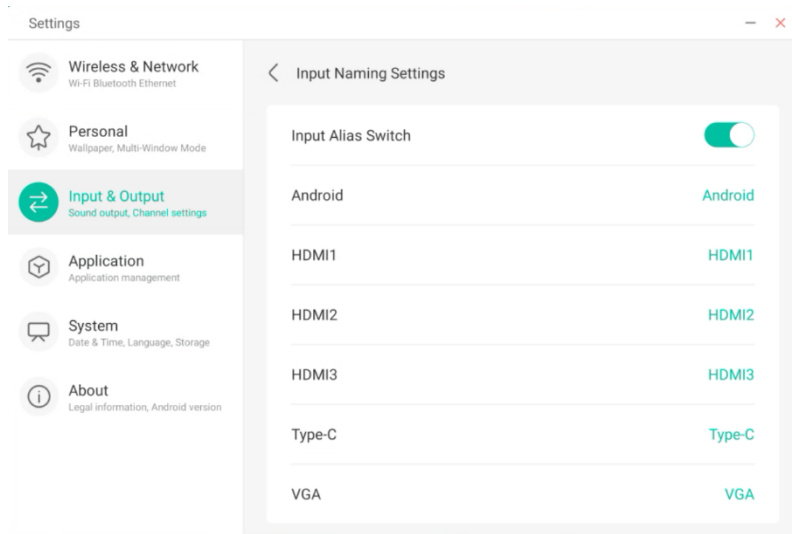 Settings
Wireless & Network
Wi-Fi Bluetooth Ethernet
Personal
Wallpaper, Multi-Window Mode
Input & Output
Sound output, Channel settings
Application
Application management
System
Date & Time, Language, Storage
About
Legal information, Android version
Input Naming Settings
Input Alias Switch
Android Android
HDMI1 HDMI1
HDMI2 HDMI2
HDMI3 HDMI3
Type-C Type-C
VGA VGA